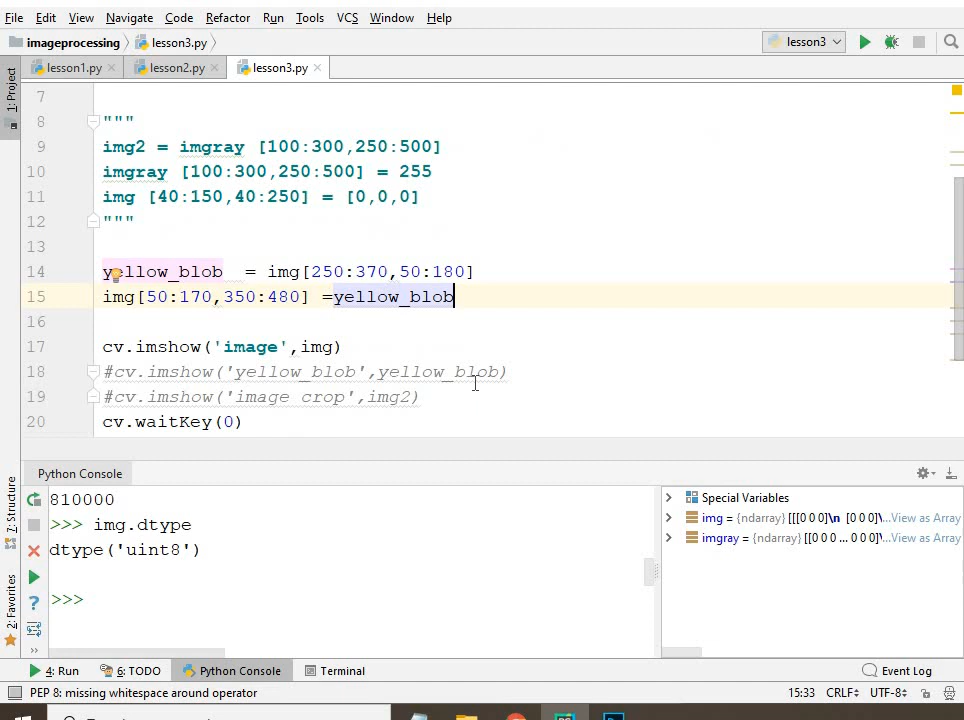 File Edit View Navigate Code Refactor Run Tools VCS Window Help
imageprocessing lesson3.py lesson3
lesson1.py lesson2.py lesson3.py
1: Project
7
8 """
9 img2 = imgray [100:300,250:500]
10 imgray [100:300,250:500] = 255
11 img [40:150,40:250] = [0,0,0]
12 """
13
14 yellow_blob = img[250:370,50:180]
15 img[50:170,350:480] =yellow_blob
16
17 cv.imshow('image',img)
18 #cv.imshow('yellow_blob',yellow_blob)
19 #cv.imshow('image crop',img2)
20 cv.waitKey(0)
Python Console
7: Structure
2: Favorites
810000
>>> img.dtype
dtype('uint8')
>>>
Special Variables
img = {ndarray} [[[0 0 0]\n [0 0 0]\...View as Array
imgray = {ndarray} [[0 0 0 ... 0 0 0]\...View as Array
4: Run 6: TODO Python Console Terminal Event Log
PEP 8: missing whitespace around operator 15:33 CRLF UTF-8